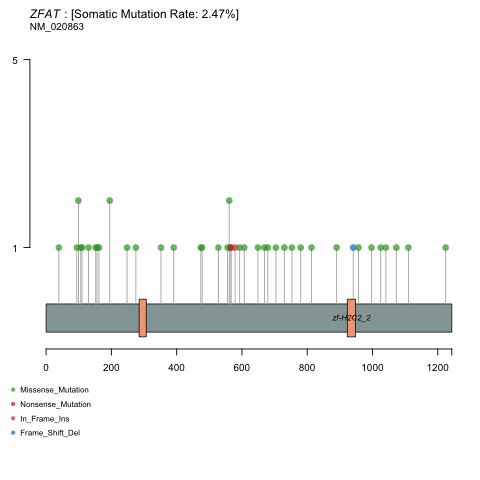 ZFAT : [Somatic Mutation Rate: 2.47%]
NM_020863
5
1
zf-H2C2_2
0 200 400 600 800 1000 1200
Missense_Mutation
Nonsense_Mutation
In_Frame_Ins
Frame_Shift_Del